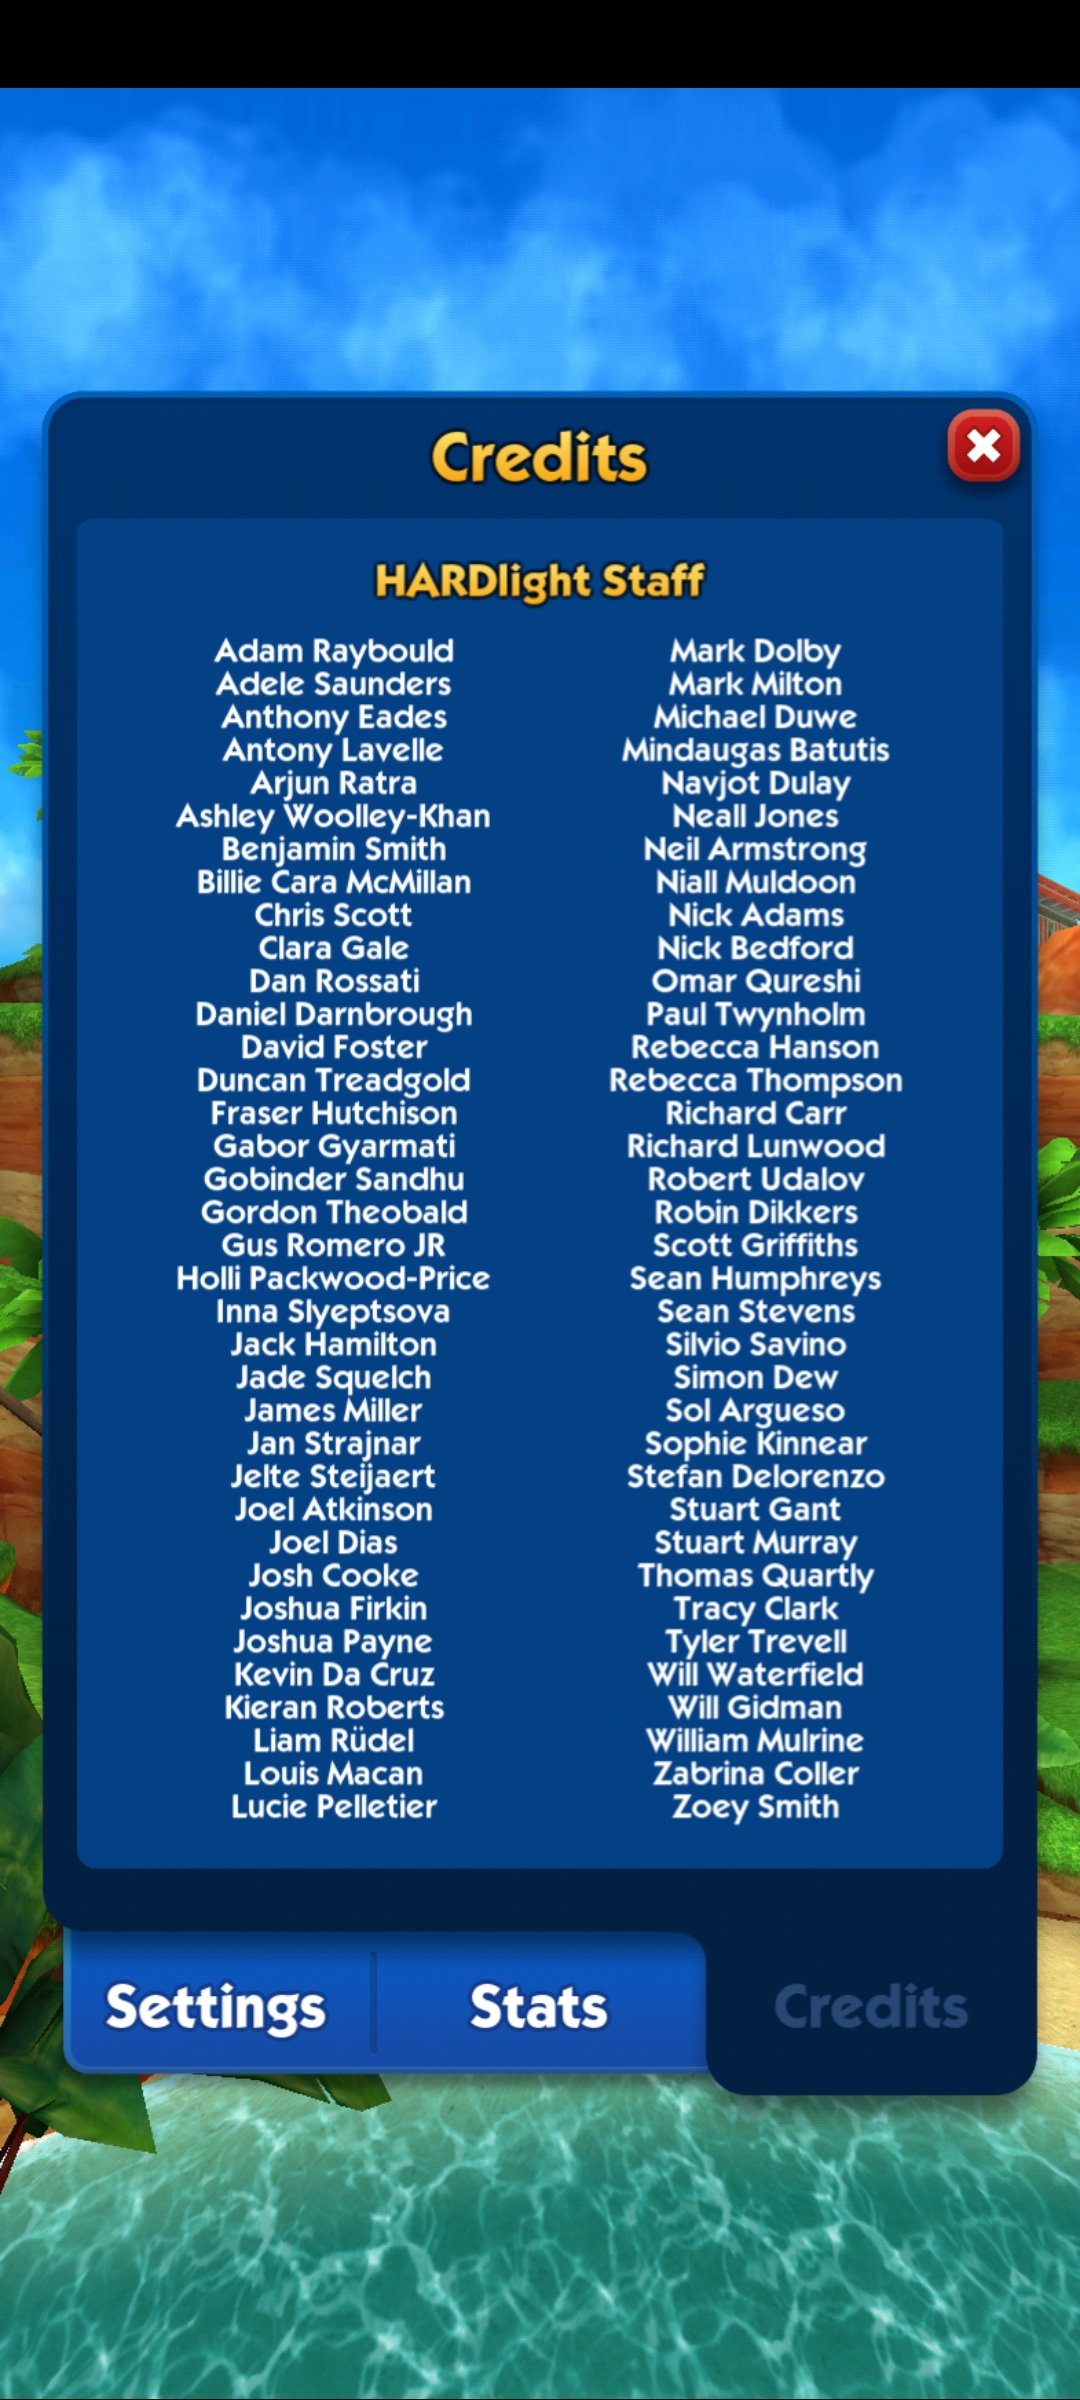 Credits
HARDlight Staff
Adam Raybould
Adele Saunders
Anthony Eades
Antony Lavelle
Arjun Ratra
Ashley Woolley-Khan
Benjamin Smith
Billie Cara McMillan
Chris Scott
Clara Gale
Dan Rossati
Daniel Darnbrough
David Foster
Duncan Treadgold
Fraser Hutchison
Gabor Gyarmati
Gobinder Sandhu
Gordon Theobald
Gus Romero JR
Holli Packwood-Price
Inna Slyeptsova
Jack Hamilton
Jade Squelch
James Miller
Jan Strajnar
Jelte Steijaert
Joel Atkinson
Joel Dias
Josh Cooke
Joshua Firkin
Joshua Payne
Kevin Da Cruz
Kieran Roberts
Liam Rüdel
Louis Macan
Lucie Pelletier
Mark Dolby
Mark Milton
Michael Duwe
Mindaugas Batutis
Navjot Dulay
Neall Jones
Neil Armstrong
Niall Muldoon
Nick Adams
Nick Bedford
Omar Qureshi
Paul Twynholm
Rebecca Hanson
Rebecca Thompson
Richard Carr
Richard Lunwood
Robert Udalov
Robin Dikkers
Scott Griffiths
Sean Humphreys
Sean Stevens
Silvio Savino
Simon Dew
Sol Argueso
Sophie Kinnear
Stefan Delorenzo
Stuart Gant
Stuart Murray
Thomas Quartly
Tracy Clark
Tyler Trevell
Will Waterfield
Will Gidman
William Mulrine
Zabrina Coller
Zoey Smith
Settings
Stats
Credits